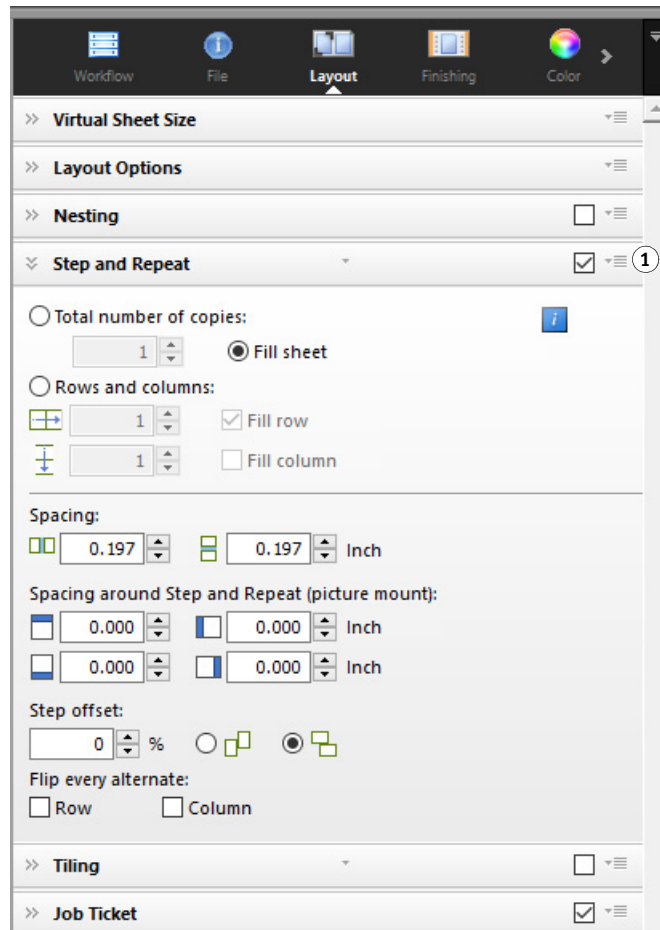 Workflow File Layout Finishing Color
Virtual Sheet Size
Layout Options
Nesting
Step and Repeat 1
Total number of copies: i
1 Fill sheet
Rows and columns:
1 Fill row
1 Fill column
Spacing:
0.197 0.197 Inch
Spacing around Step and Repeat (picture mount):
0.000 0.000 Inch
0.000 0.000 Inch
Step offset:
0 %
Flip every alternate:
Row Column
Tiling
Job Ticket